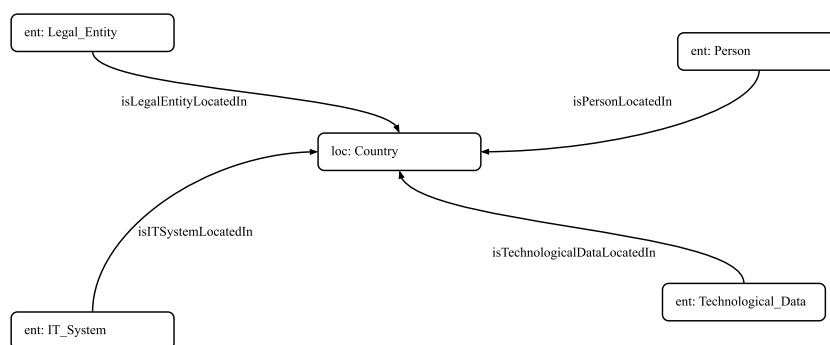 ent: Legal_Entity
ent: Person
isLegalEntityLocatedIn
isPersonLocatedIn
loc: Country
isITSystemLocatedIn
isTechnologicalDataLocatedIn
ent: Technological_Data
ent: IT_System